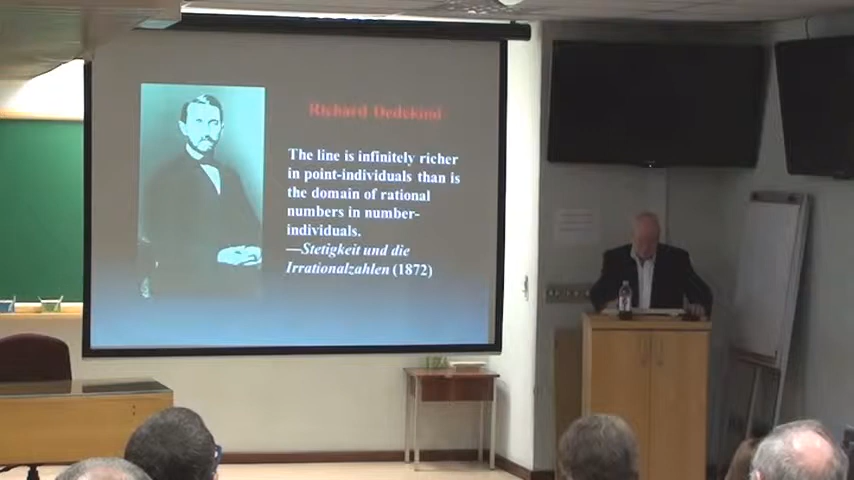 Richard Dedekind
The line is infinitely richer
in point-individuals than is
the domain of rational
numbers in number-
individuals.
—Stetigkeit und die
Irrationalzahlen (1872)